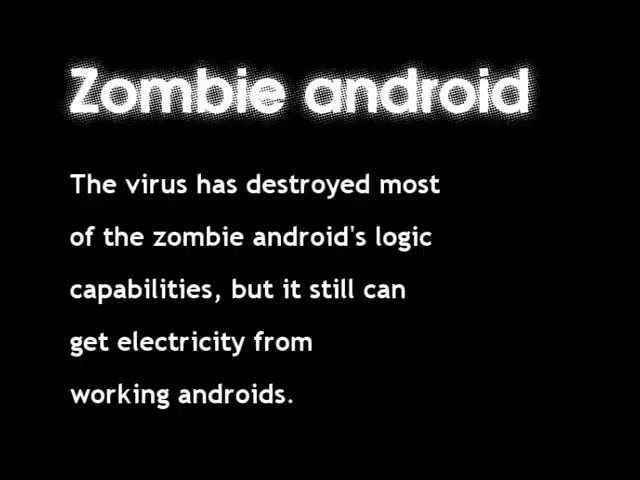 Zombie android
The virus has destroyed most
of the zombie android's logic
capabilities, but it still can
get electricity from
working androids.